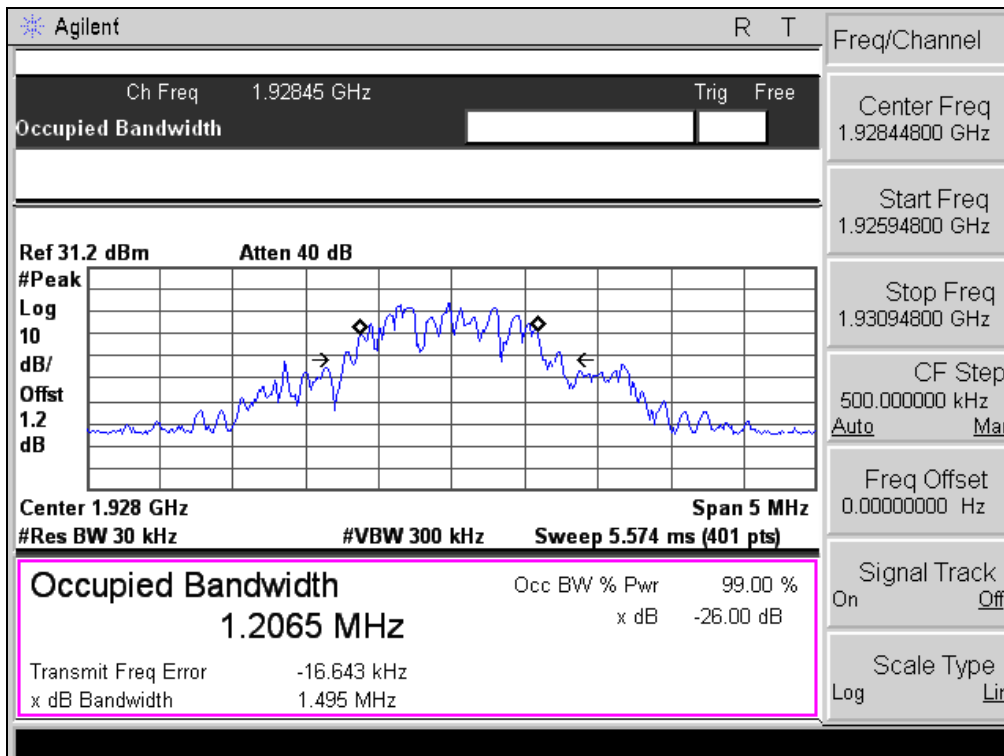 Agilent R T
Ch Freq 1.92845 GHz Trig Free
Occupied Bandwidth
Ref 31.2 dBm Atten 40 dB
#Peak
Log
10
dB/
Offst
1.2
dB
Center 1.928 GHz Span 5 MHz
#Res BW 30 kHz #VBW 300 kHz Sweep 5.574 ms (401 pts)
Occupied Bandwidth Occ BW % Pwr 99.00 %
1.2065 MHz x dB -26.00 dB
Transmit Freq Error -16.643 kHz
x dB Bandwidth 1.495 MHz
Freq/Channel
Center Freq
1.92844800 GHz
Start Freq
1.92594800 GHz
Stop Freq
1.93094800 GHz
CF Step
500.000000 kHz
Auto Mar
Freq Offset
0.00000000 Hz
Signal Track
On Off
Scale Type
Log Lin